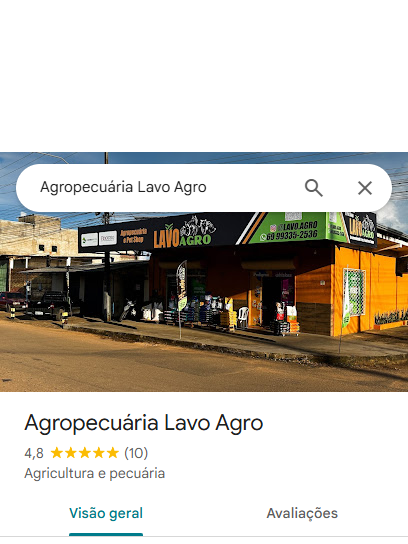 Agropecuária Lavo Agro
Agropecuária
e Pet Shop
LAVO
AGRO
LAVO.AGRO
69 99335-2536
LAVO
AGRO
Agropecuária Lavo Agro
4,8 (10)
Agricultura e pecuária
Visão geral
Avaliações